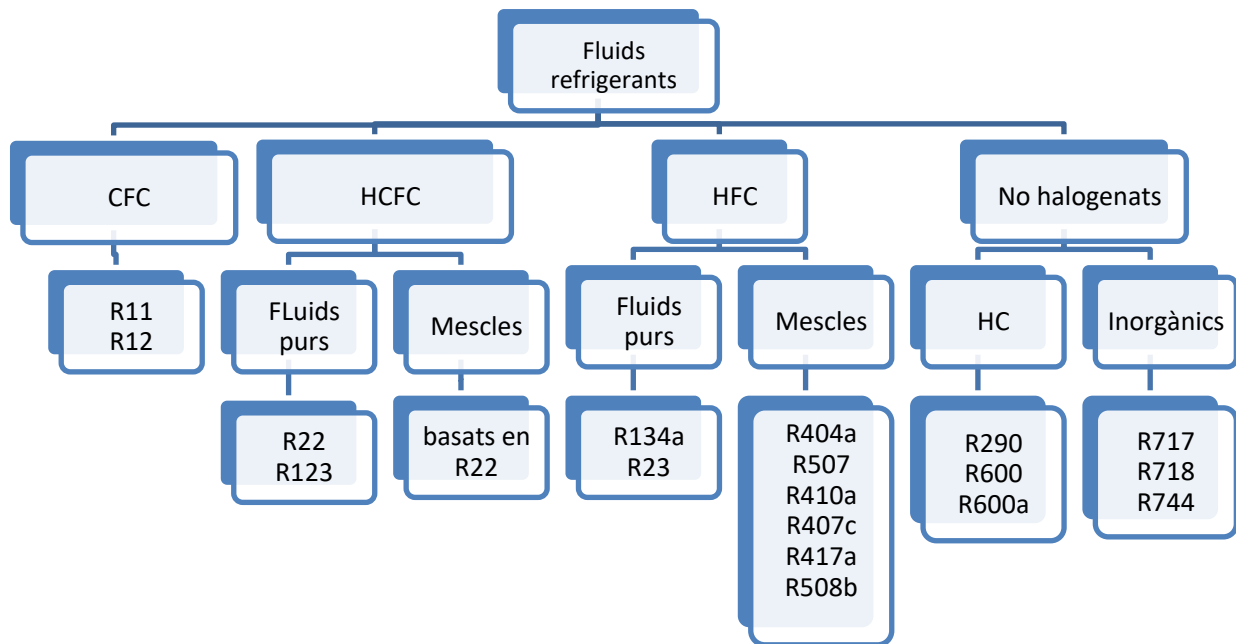 Fluids
refrigerants
CFC
HCFC
HFC
No halogenats
R11
R12
FLuids
purs
Mescles
Fluids
purs
Mescles
HC
Inorgànics
R22
R123
basats en
R22
R134a
R23
R404a
R507
R410a
R407c
R417a
R508b
R290
R600
R600a
R717
R718
R744